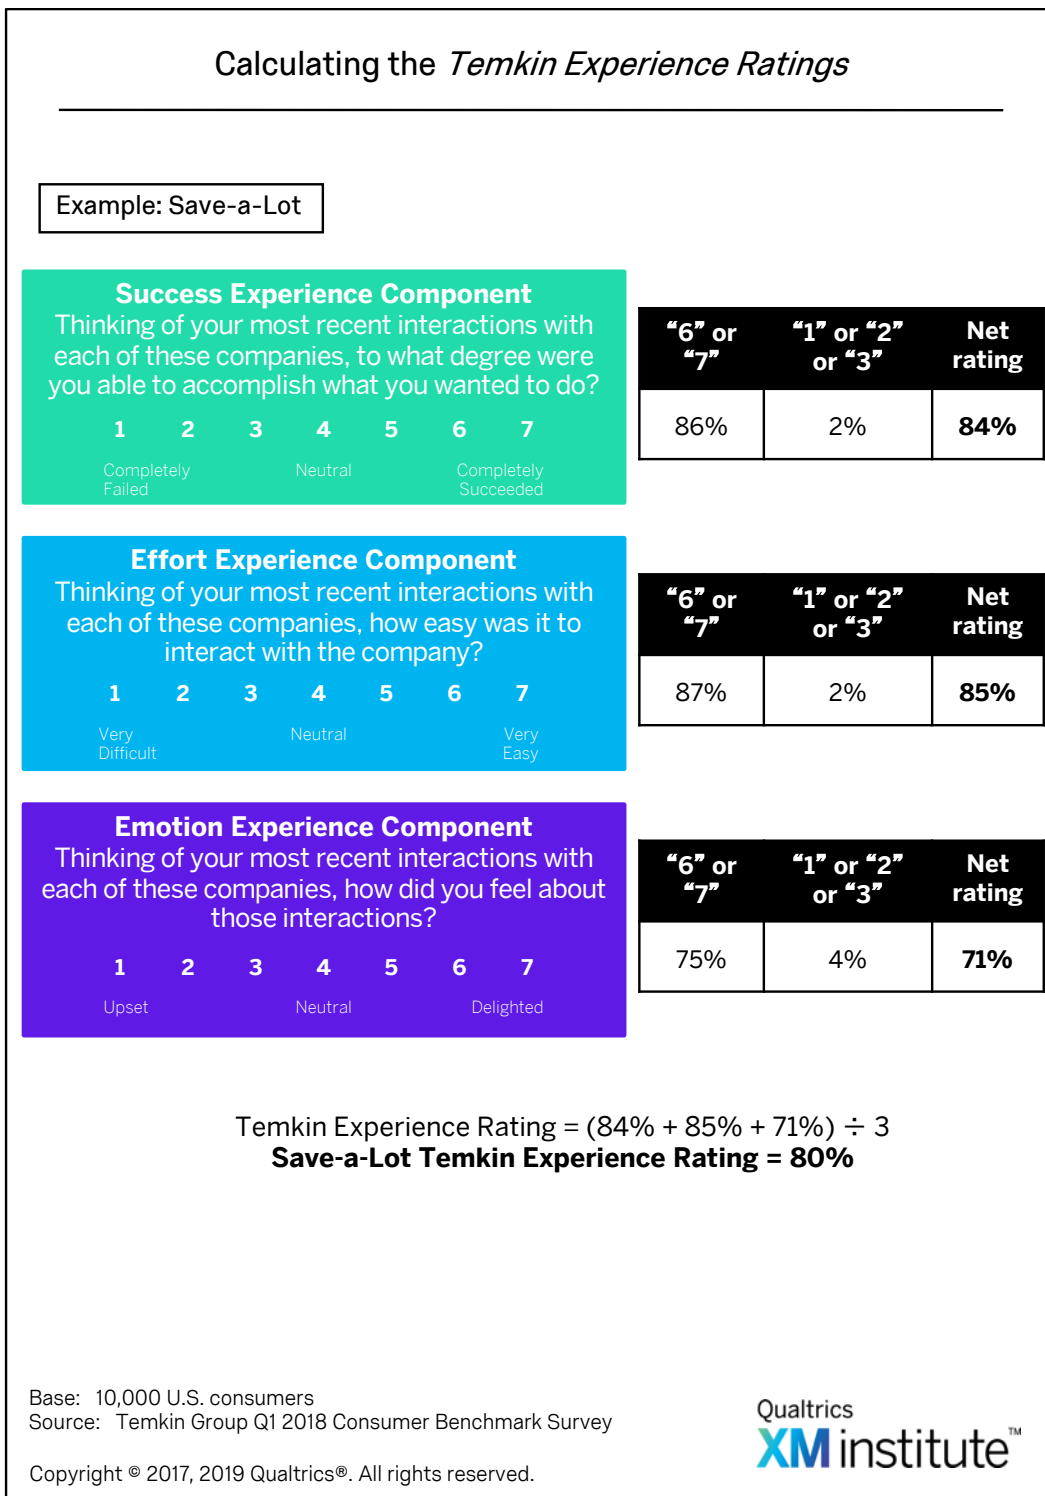 Calculating the Temkin Experience Ratings
Example: Save-a-Lot
Success Experience Component
Thinking of your most recent interactions with
each of these companies, to what degree were
you able to accomplish what you wanted to do?
1 2 3 4 5 6 7
Completely Neutral Completely
Failed Succeeded
“6” or “1” or “2” Net
“7” or “3” rating
86% 2% 84%
Effort Experience Component
Thinking of your most recent interactions with
each of these companies, how easy was it to
interact with the company?
1 2 3 4 5 6 7
Very Neutral Very
Difficult Easy
“6” or “1” or “2” Net
“7” or “3” rating
87% 2% 85%
Emotion Experience Component
Thinking of your most recent interactions with
each of these companies, how did you feel about
those interactions?
1 2 3 4 5 6 7
Upset Neutral Delighted
“6” or “1” or “2” Net
“7” or “3” rating
75% 4% 71%
Temkin Experience Rating = (84% + 85% + 71%) ÷ 3
Save-a-Lot Temkin Experience Rating = 80%
Base: 10,000 U.S. consumers
Source: Temkin Group Q1 2018 Consumer Benchmark Survey
Copyright © 2017, 2019 Qualtrics®. All rights reserved.
Qualtrics
XM institute™